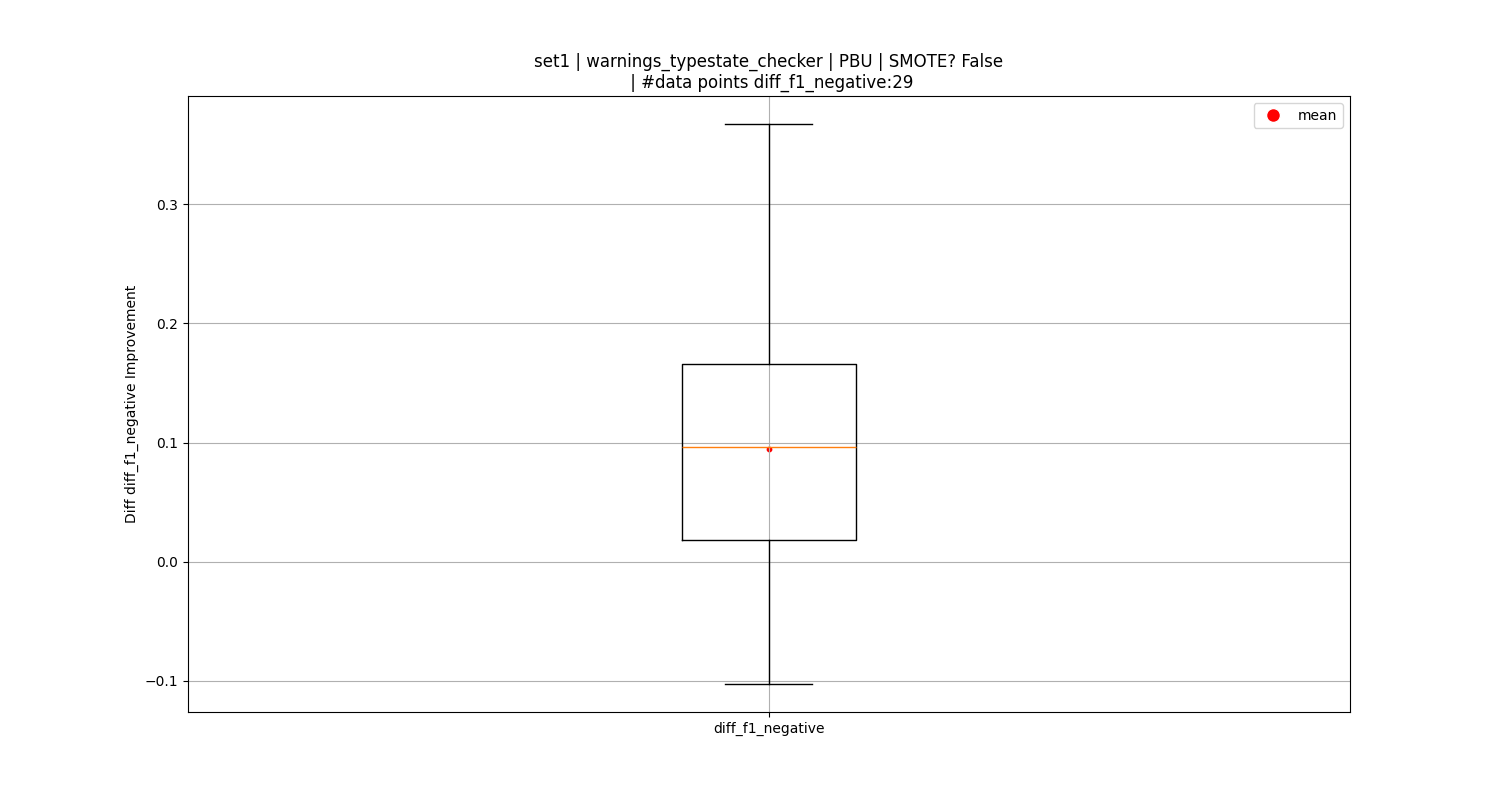 set1 | warnings_typestate_checker | PBU | SMOTE? False
| #data points diff_f1_negative:29
mean
0.3
0.2
0.1
0.0
−0.1
Diff diff_f1_negative Improvement
diff_f1_negative